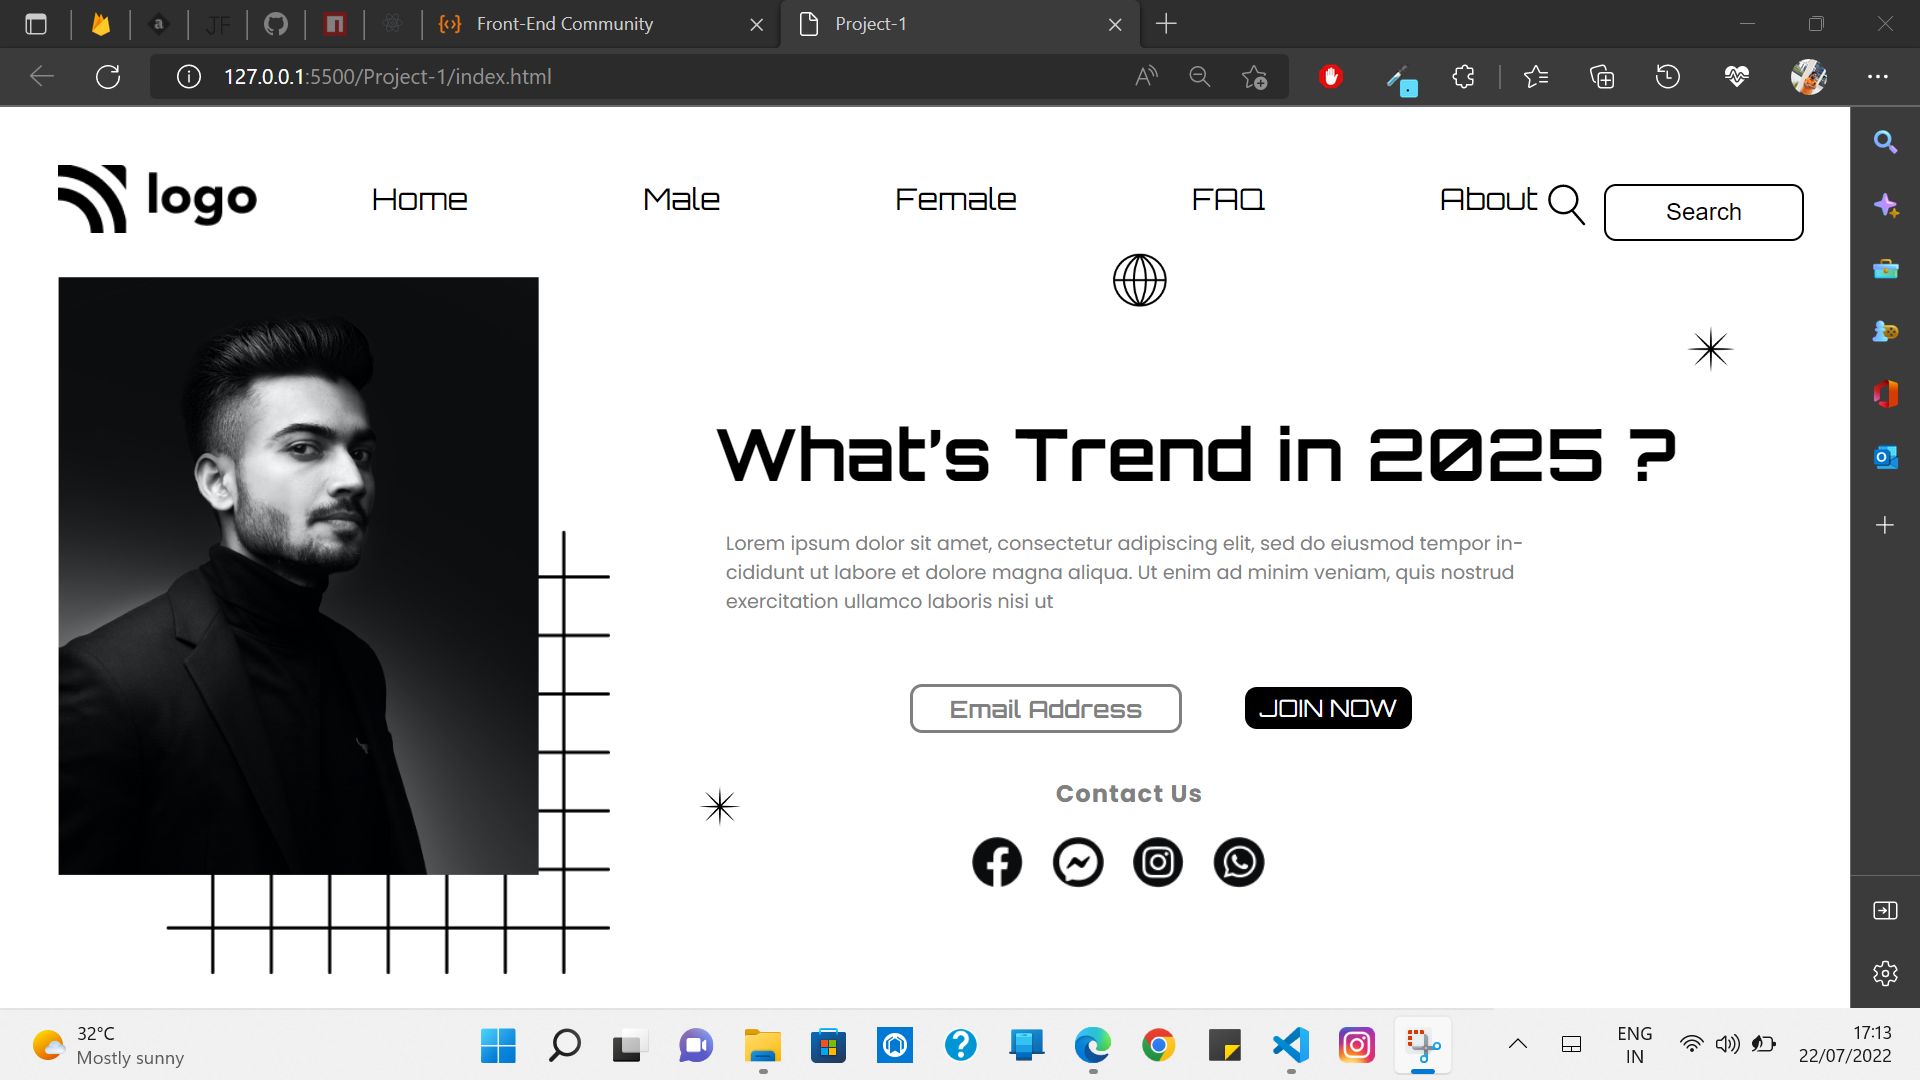 Front-End Community
Project-1
127.0.0.1:5500/Project-1/index.html
logo
Home
Male
Female
FAQ
About
Search
What's Trend in 2025 ?
Lorem ipsum dolor sit amet, consectetur adipiscing elit, sed do eiusmod tempor in-
cididunt ut labore et dolore magna aliqua. Ut enim ad minim veniam, quis nostrud
exercitation ullamco laboris nisi ut
Email Address
JOIN NOW
Contact Us
32°C
Mostly sunny
ENG
IN
17:13
22/07/2022